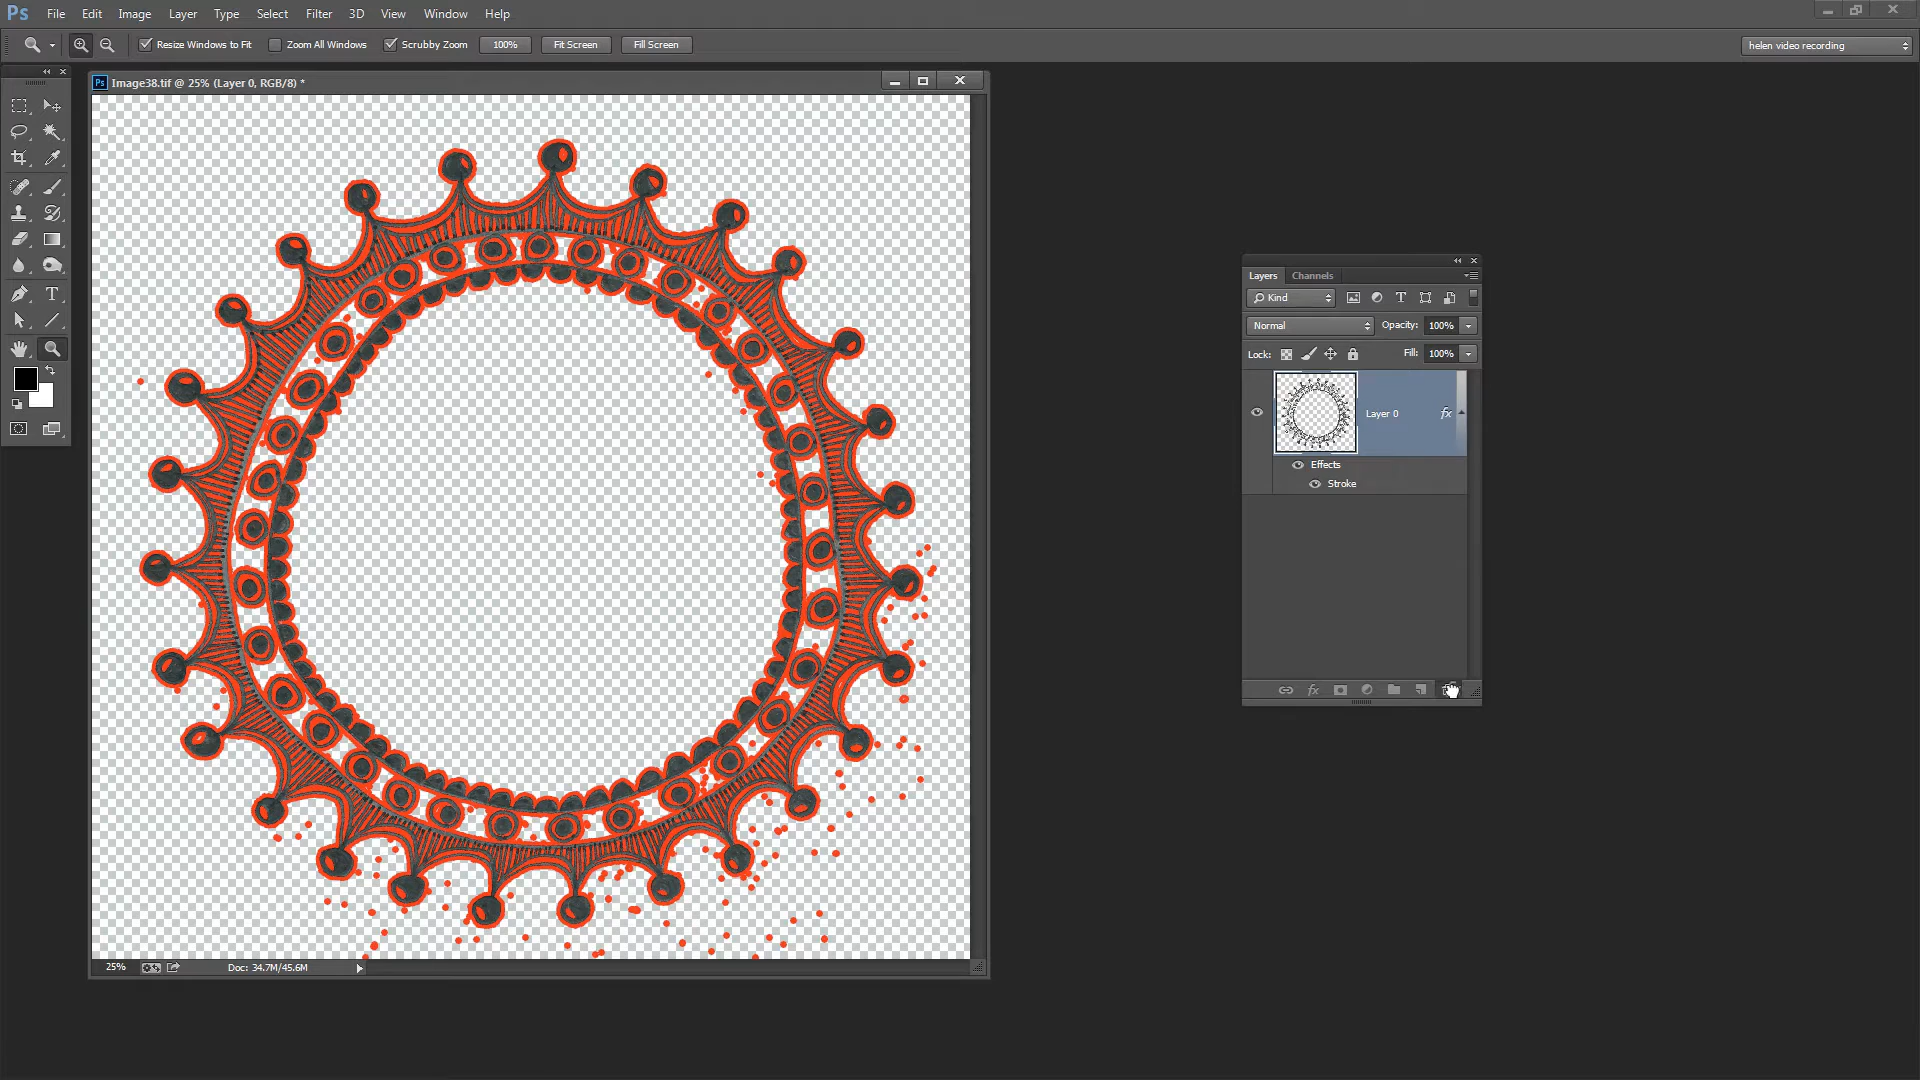 Ps File Edit Image Layer Type Select Filter 3D View Window Help
Resize Windows to Fit Zoom All Windows Scrubby Zoom 100% Fit Screen Fill Screen helen video recording
Ps Image38.tif @ 25% (Layer 0, RGB/8) *
T
25% Doc: 34.7M/45.6M
Layers Channels
Kind T
Normal Opacity: 100%
Lock: Fill: 100%
Layer 0 fx
Effects
Stroke
fx